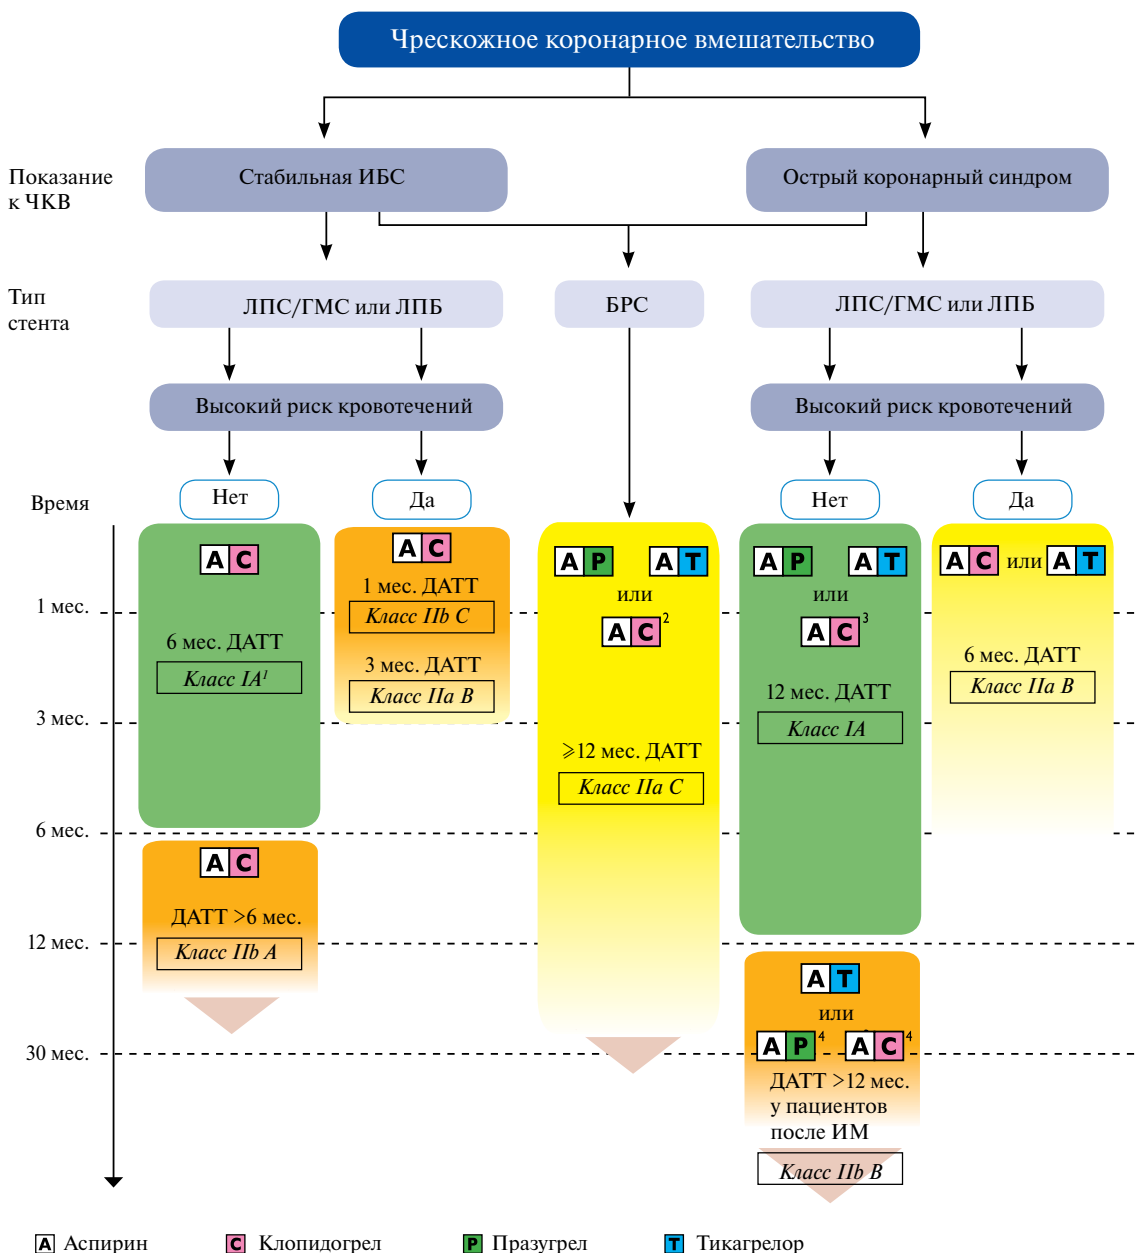 Чрескожное коронарное вмешательство
Показание
к ЧКВ
Стабильная ИБС
Острый коронарный синдром
Тип
стента
ЛПС/ГМС или ЛПБ
БРС
ЛПС/ГМС или ЛПБ
Высокий риск кровотечений
Высокий риск кровотечений
Время
Нет
Да
Нет
Да
A C
6 мес. ДАТТ
Класс IA¹
A C
1 мес. ДАТТ
Класс IIb C
3 мес. ДАТТ
Класс IIa B
A P A T
или
A C²
≥12 мес. ДАТТ
Класс IIa C
A P A T
или
A C³
12 мес. ДАТТ
Класс IA
A C или A T
6 мес. ДАТТ
Класс IIa B
1 мес.
3 мес.
6 мес.
12 мес.
30 мес.
A C
ДАТТ >6 мес.
Класс IIb A
A T
или
A P⁴ A C⁴
ДАТТ >12 мес.
у пациентов
после ИМ
Класс IIb B
A Аспирин C Клопидогрел P Празугрел T Тикагрелор